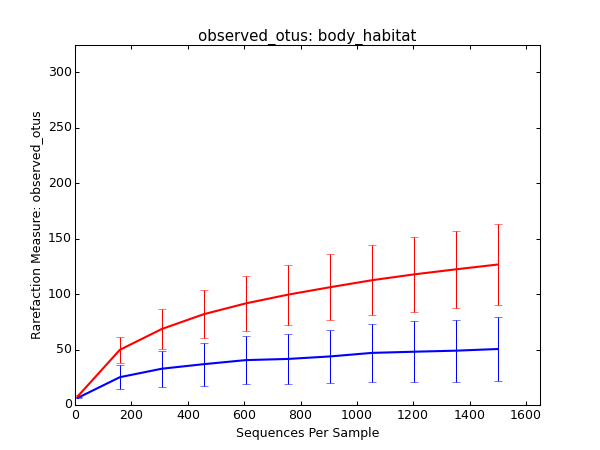 observed_otus: body_habitat
300
250
200
150
100
50
0
Rarefaction Measure: observed_otus
0 200 400 600 800 1000 1200 1400 1600
Sequences Per Sample